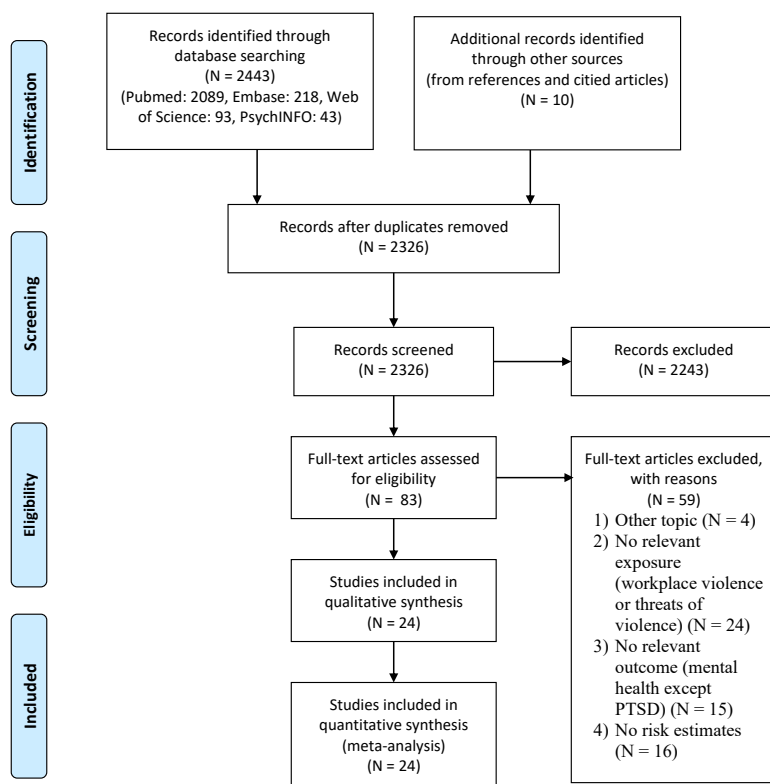 Identification
Records identified through
database searching
(N = 2443)
(Pubmed: 2089, Embase: 218, Web
of Science: 93, PsychINFO: 43)
Additional records identified
through other sources
(from references and citied articles)
(N = 10)
Records after duplicates removed
(N = 2326)
Screening
Records screened
(N = 2326)
Records excluded
(N = 2243)
Eligibility
Full-text articles assessed
for eligibility
(N = 83)
Full-text articles excluded,
with reasons
(N = 59)
1) Other topic (N = 4)
2) No relevant
exposure
(workplace violence
or threats of
violence) (N = 24)
3) No relevant
outcome (mental
health except
PTSD) (N = 15)
4) No risk estimates
(N = 16)
Studies included in
qualitative synthesis
(N = 24)
Included
Studies included in
quantitative synthesis
(meta-analysis)
(N = 24)